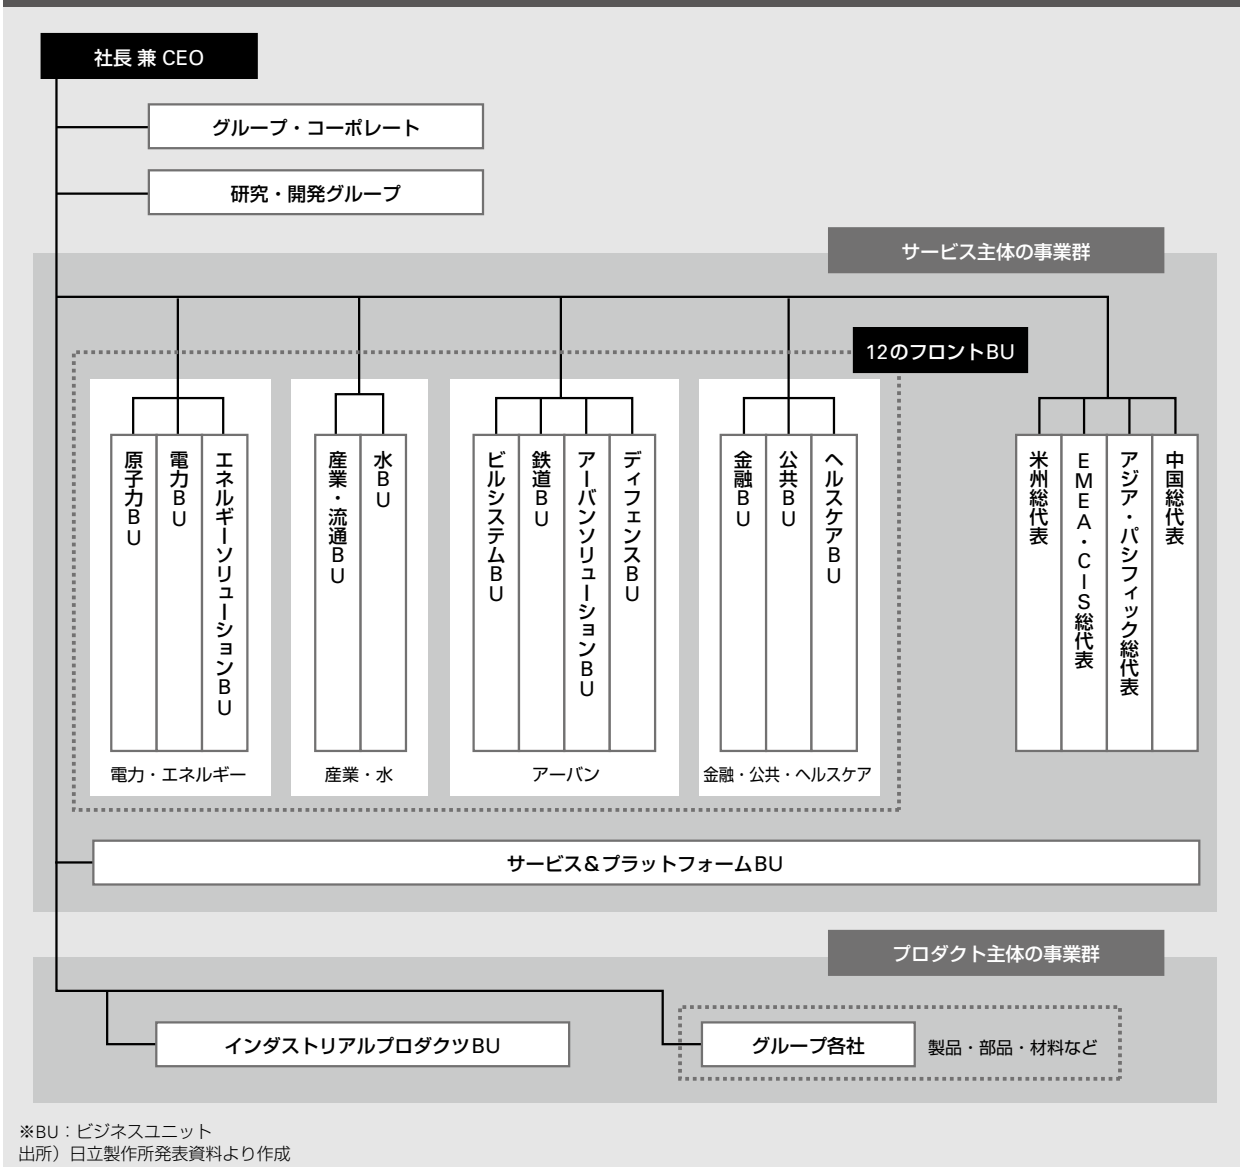 社長 兼 CEO
グループ・コーポレート
研究・開発グループ
サービス主体の事業群
12のフロントBU
原子力BU
電力BU
エネルギーソリューションBU
電力・エネルギー
産業・流通BU
水BU
産業・水
ビルシステムBU
鉄道BU
アーバンソリューションBU
ディフェンスBU
アーバン
金融BU
公共BU
ヘルスケアBU
金融・公共・ヘルスケア
米州総代表
EMEA・CIS総代表
アジア・パシフィック総代表
中国総代表
サービス&プラットフォームBU
プロダクト主体の事業群
インダストリアルプロダクツBU
グループ各社
製品・部品・材料など
※BU：ビジネスユニット
出所）日立製作所発表資料より作成